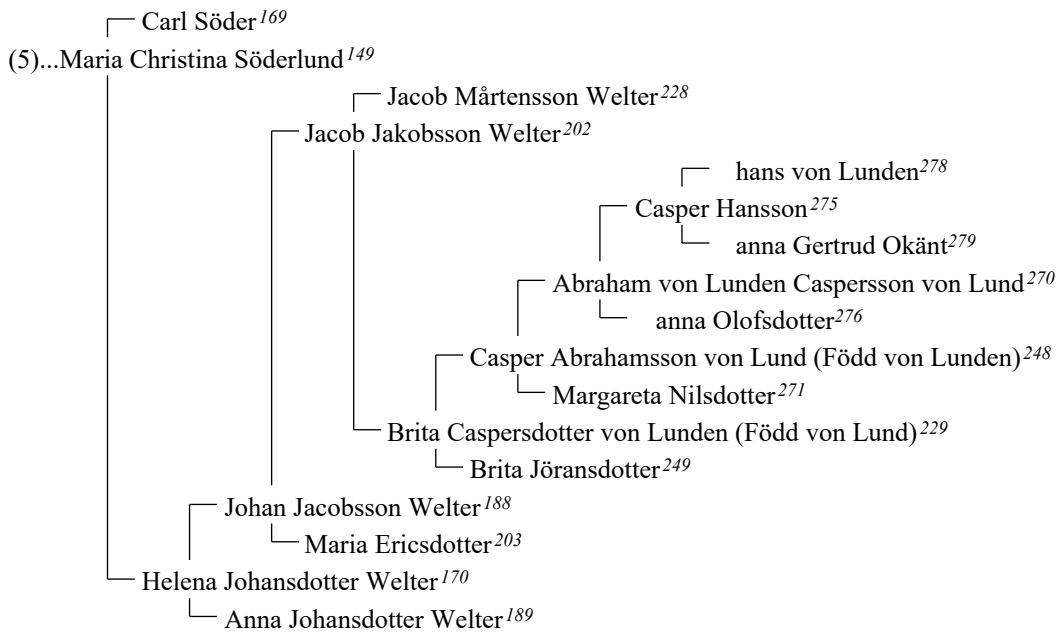 Carl Söder169
(5)...Maria Christina Söderlund149
Jacob Mårtensson Welter228
Jacob Jakobsson Welter202
hans von Lunden278
Casper Hansson275
anna Gertrud Okänt279
Abraham von Lunden Caspersson von Lund270
anna Olofsdotter276
Casper Abrahamsson von Lund (Född von Lunden)248
Margareta Nilsdotter271
Brita Caspersdotter von Lunden (Född von Lund)229
Brita Jöransdotter249
Johan Jacobsson Welter188
Maria Ericsdotter203
Helena Johansdotter Welter170
Anna Johansdotter Welter189